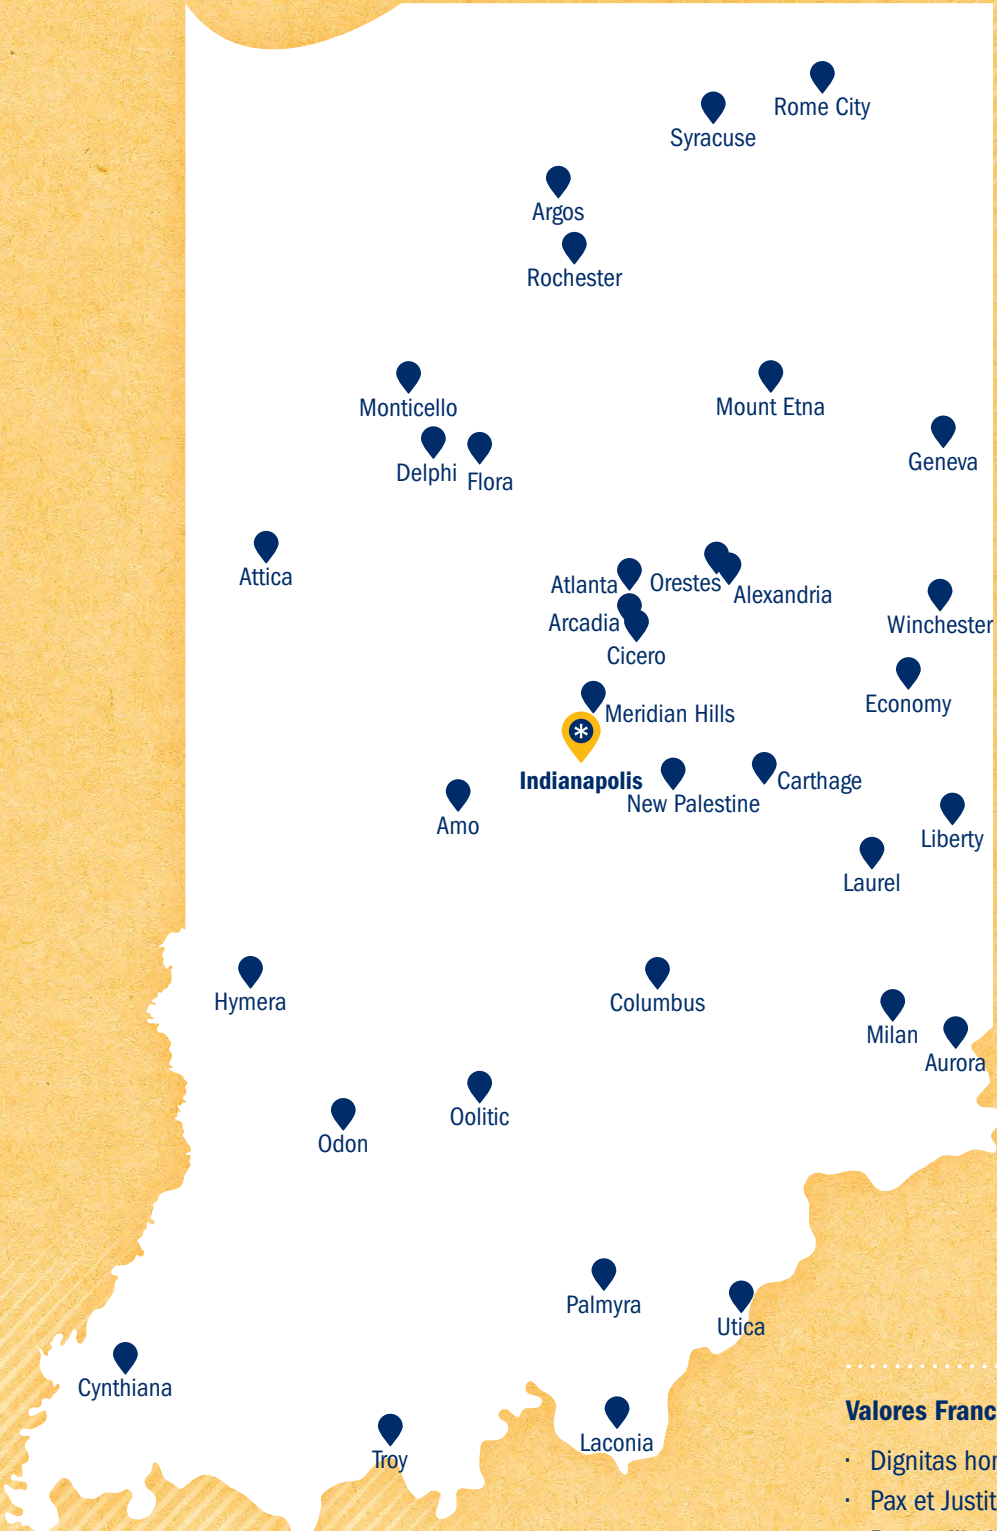 Rome City
Syracuse
Argos
Rochester
Monticello
Mount Etna
Delphi
Flora
Geneva
Attica
Atlanta
Orestes
Alexandria
Arcadia
Winchester
Cicero
Economy
Meridian Hills
*
Indianapolis
Carthage
New Palestine
Amo
Liberty
Laurel
Hymera
Columbus
Milan
Aurora
Oolitic
Odon
Palmyra
Utica
Cynthiana
Laconia
Troy
Valores Franc
· Dignitas hor
· Pax et Justit